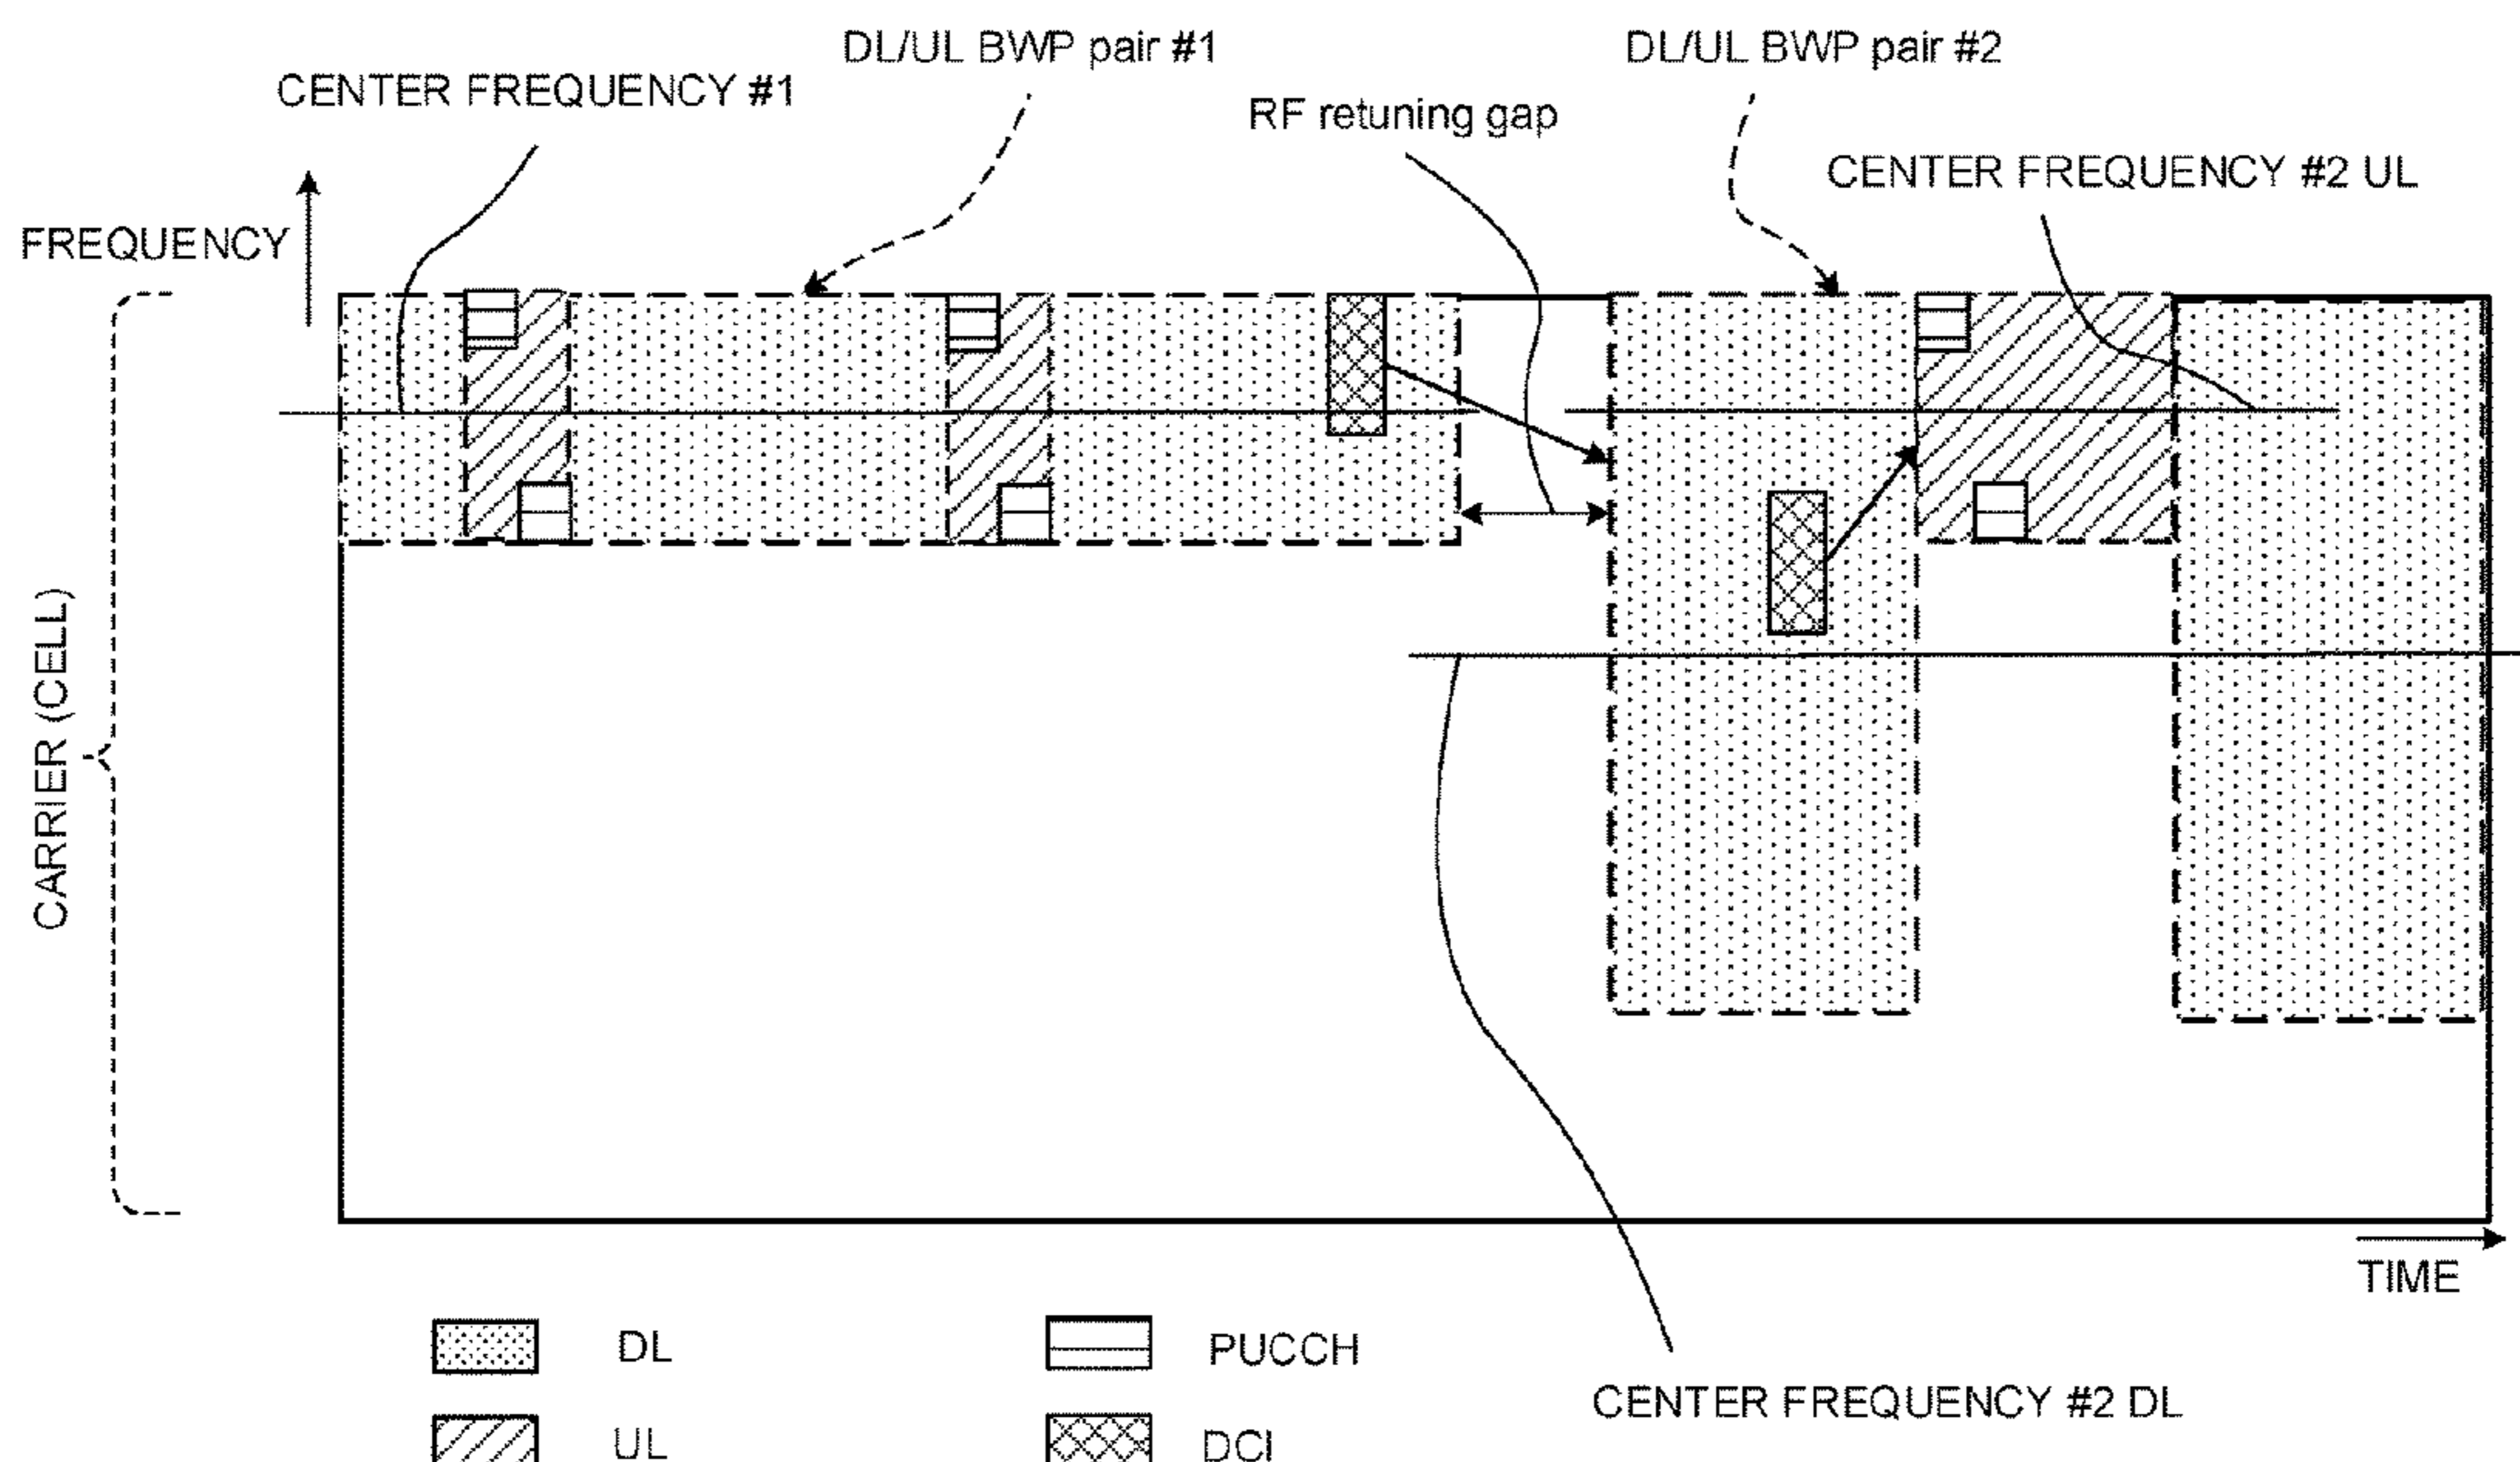 DL/UL BWP pair #1
DL/UL BWP pair #2
CENTER FREQUENCY #1
RF retuning gap
CENTER FREQUENCY #2 UL
FREQUENCY
CARRIER (CELL)
TIME
DL
PUCCH
CENTER FREQUENCY #2 DL
UL
DCI